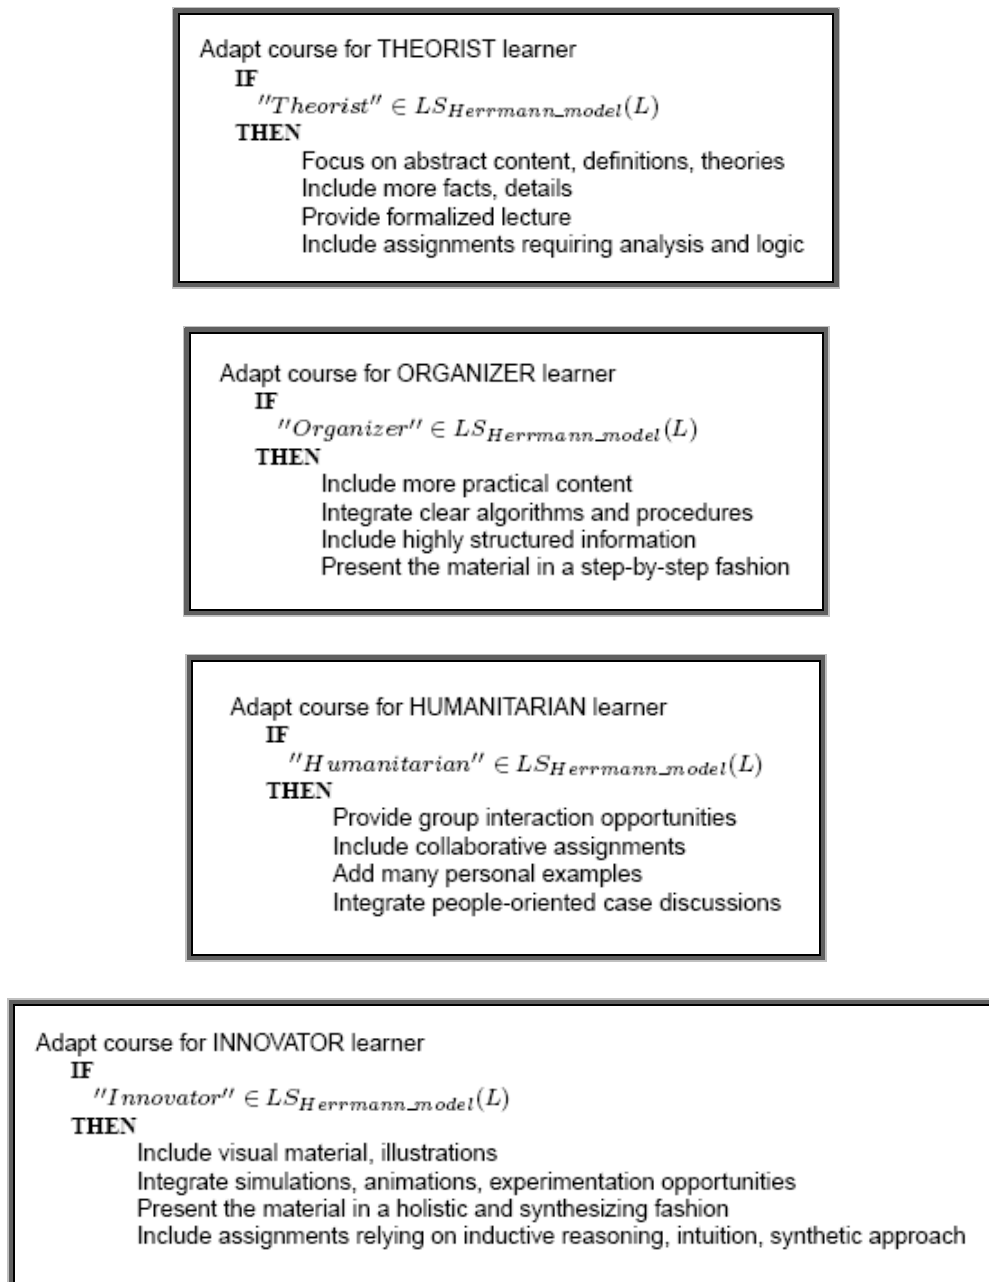 Adapt course for THEORIST learner
IF
"Theorist" ∈ LS_Herrmann_model(L)
THEN
Focus on abstract content, definitions, theories
Include more facts, details
Provide formalized lecture
Include assignments requiring analysis and logic
Adapt course for ORGANIZER learner
IF
"Organizer" ∈ LS_Herrmann_model(L)
THEN
Include more practical content
Integrate clear algorithms and procedures
Include highly structured information
Present the material in a step-by-step fashion
Adapt course for HUMANITARIAN learner
IF
"Humanitarian" ∈ LS_Herrmann_model(L)
THEN
Provide group interaction opportunities
Include collaborative assignments
Add many personal examples
Integrate people-oriented case discussions
Adapt course for INNOVATOR learner
IF
"Innovator" ∈ LS_Herrmann_model(L)
THEN
Include visual material, illustrations
Integrate simulations, animations, experimentation opportunities
Present the material in a holistic and synthesizing fashion
Include assignments relying on inductive reasoning, intuition, synthetic approach